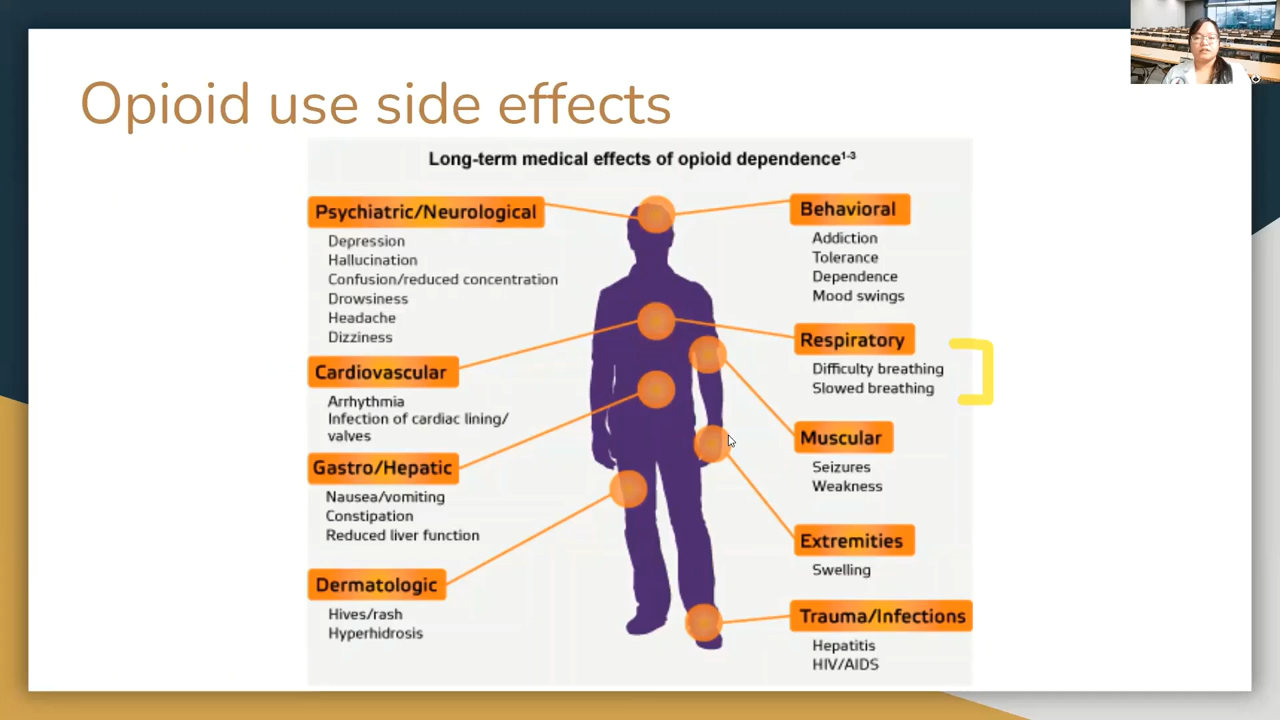 Opioid use side effects
Long-term medical effects of opioid dependence1-3
Psychiatric/Neurological
Depression
Hallucination
Confusion/reduced concentration
Drowsiness
Headache
Dizziness
Cardiovascular
Arrhythmia
Infection of cardiac lining/
valves
Gastro/Hepatic
Nausea/vomiting
Constipation
Reduced liver function
Dermatologic
Hives/rash
Hyperhidrosis
Behavioral
Addiction
Tolerance
Dependence
Mood swings
Respiratory
Difficulty breathing
Slowed breathing
Muscular
Seizures
Weakness
Extremities
Swelling
Trauma/Infections
Hepatitis
HIV/AIDS